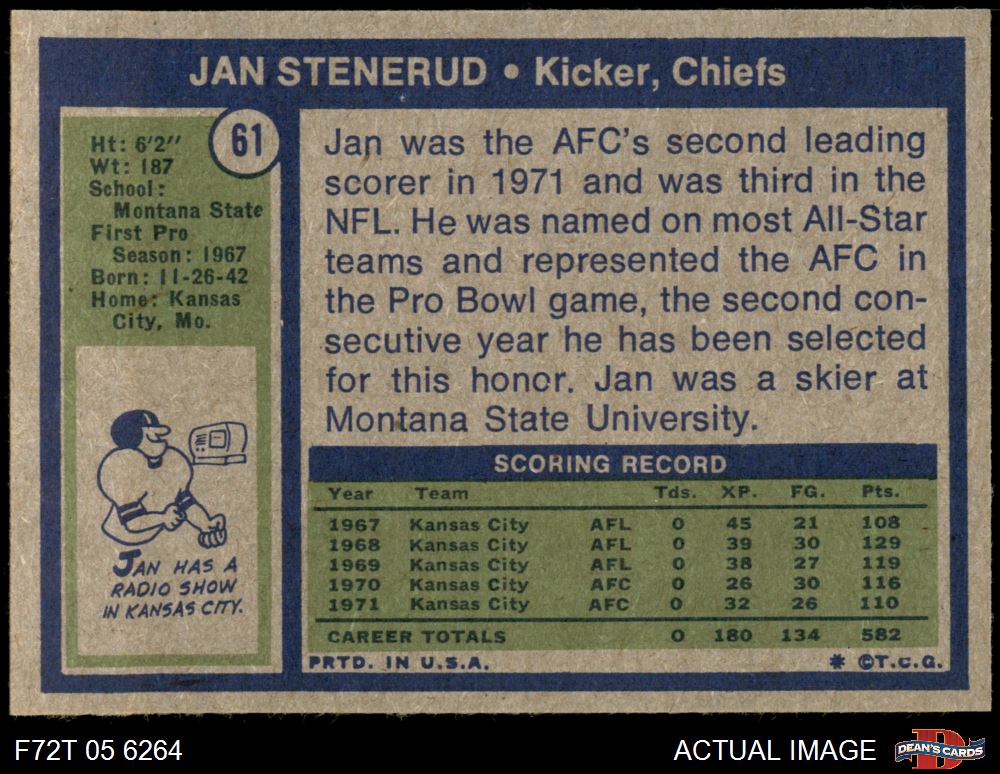 JAN STENERUD • Kicker, Chiefs
61
Ht: 6'2"
Wt: 187
School:
Montana State
First Pro
Season: 1967
Born: 11-26-42
Home: Kansas
City, Mo.
JAN HAS A
RADIO SHOW
IN KANSAS CITY.
Jan was the AFC's second leading
scorer in 1971 and was third in the
NFL. He was named on most All-Star
teams and represented the AFC in
the Pro Bowl game, the second con-
secutive year he has been selected
for this honor. Jan was a skier at
Montana State University.
SCORING RECORD
Year Team Tds. XP. FG. Pts.
1967 Kansas City AFL 0 45 21 108
1968 Kansas City AFL 0 39 30 129
1969 Kansas City AFL 0 38 27 119
1970 Kansas City AFC 0 26 30 116
1971 Kansas City AFC 0 32 26 110
CAREER TOTALS 0 180 134 582
PRTD. IN U.S.A. * ©T.C.G.
F72T 05 6264 ACTUAL IMAGE D DEAN'S CARDS